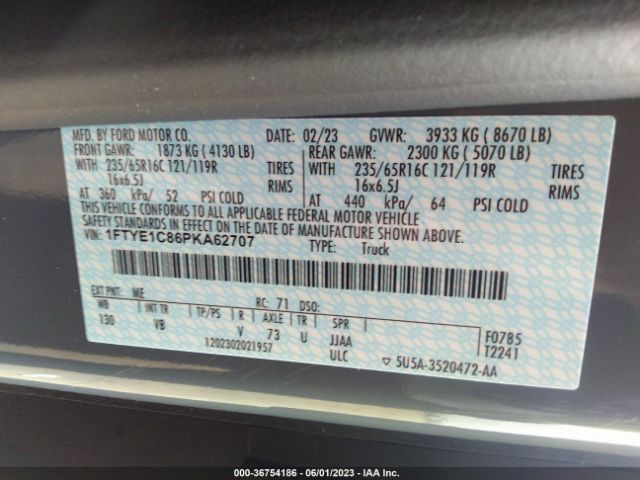 MFD. BY FORD MOTOR CO. DATE: 02/23 GVWR: 3933 KG ( 8670 LB)
FRONT GAWR: 1873 KG ( 4130 LB) REAR GAWR: 2300 KG ( 5070 LB)
WITH 235/65R16C 121/119R TIRES WITH 235/65R16C 121/119R TIRES
16x6.5J RIMS 16x6.5J RIMS
AT 360 kPa/ 52 PSI COLD AT 440 kPa/ 64 PSI COLD
THIS VEHICLE CONFORMS TO ALL APPLICABLE FEDERAL MOTOR VEHICLE
SAFETY STANDARDS IN EFFECT ON THE DATE OF MANUFACTURE SHOWN ABOVE.
VIN: 1FTYE1C86PKA62707 TYPE: Truck
EXT PNT: ME RC: 71 DSO:
WB INT TR TP/PS R AXLE TR SPR
130 VB V 73 U JJAA F0785
1202302021957 ULC T2241
▽ 5U5A-3520472-AA
000-36754186 - 06/01/2023 - IAA Inc.